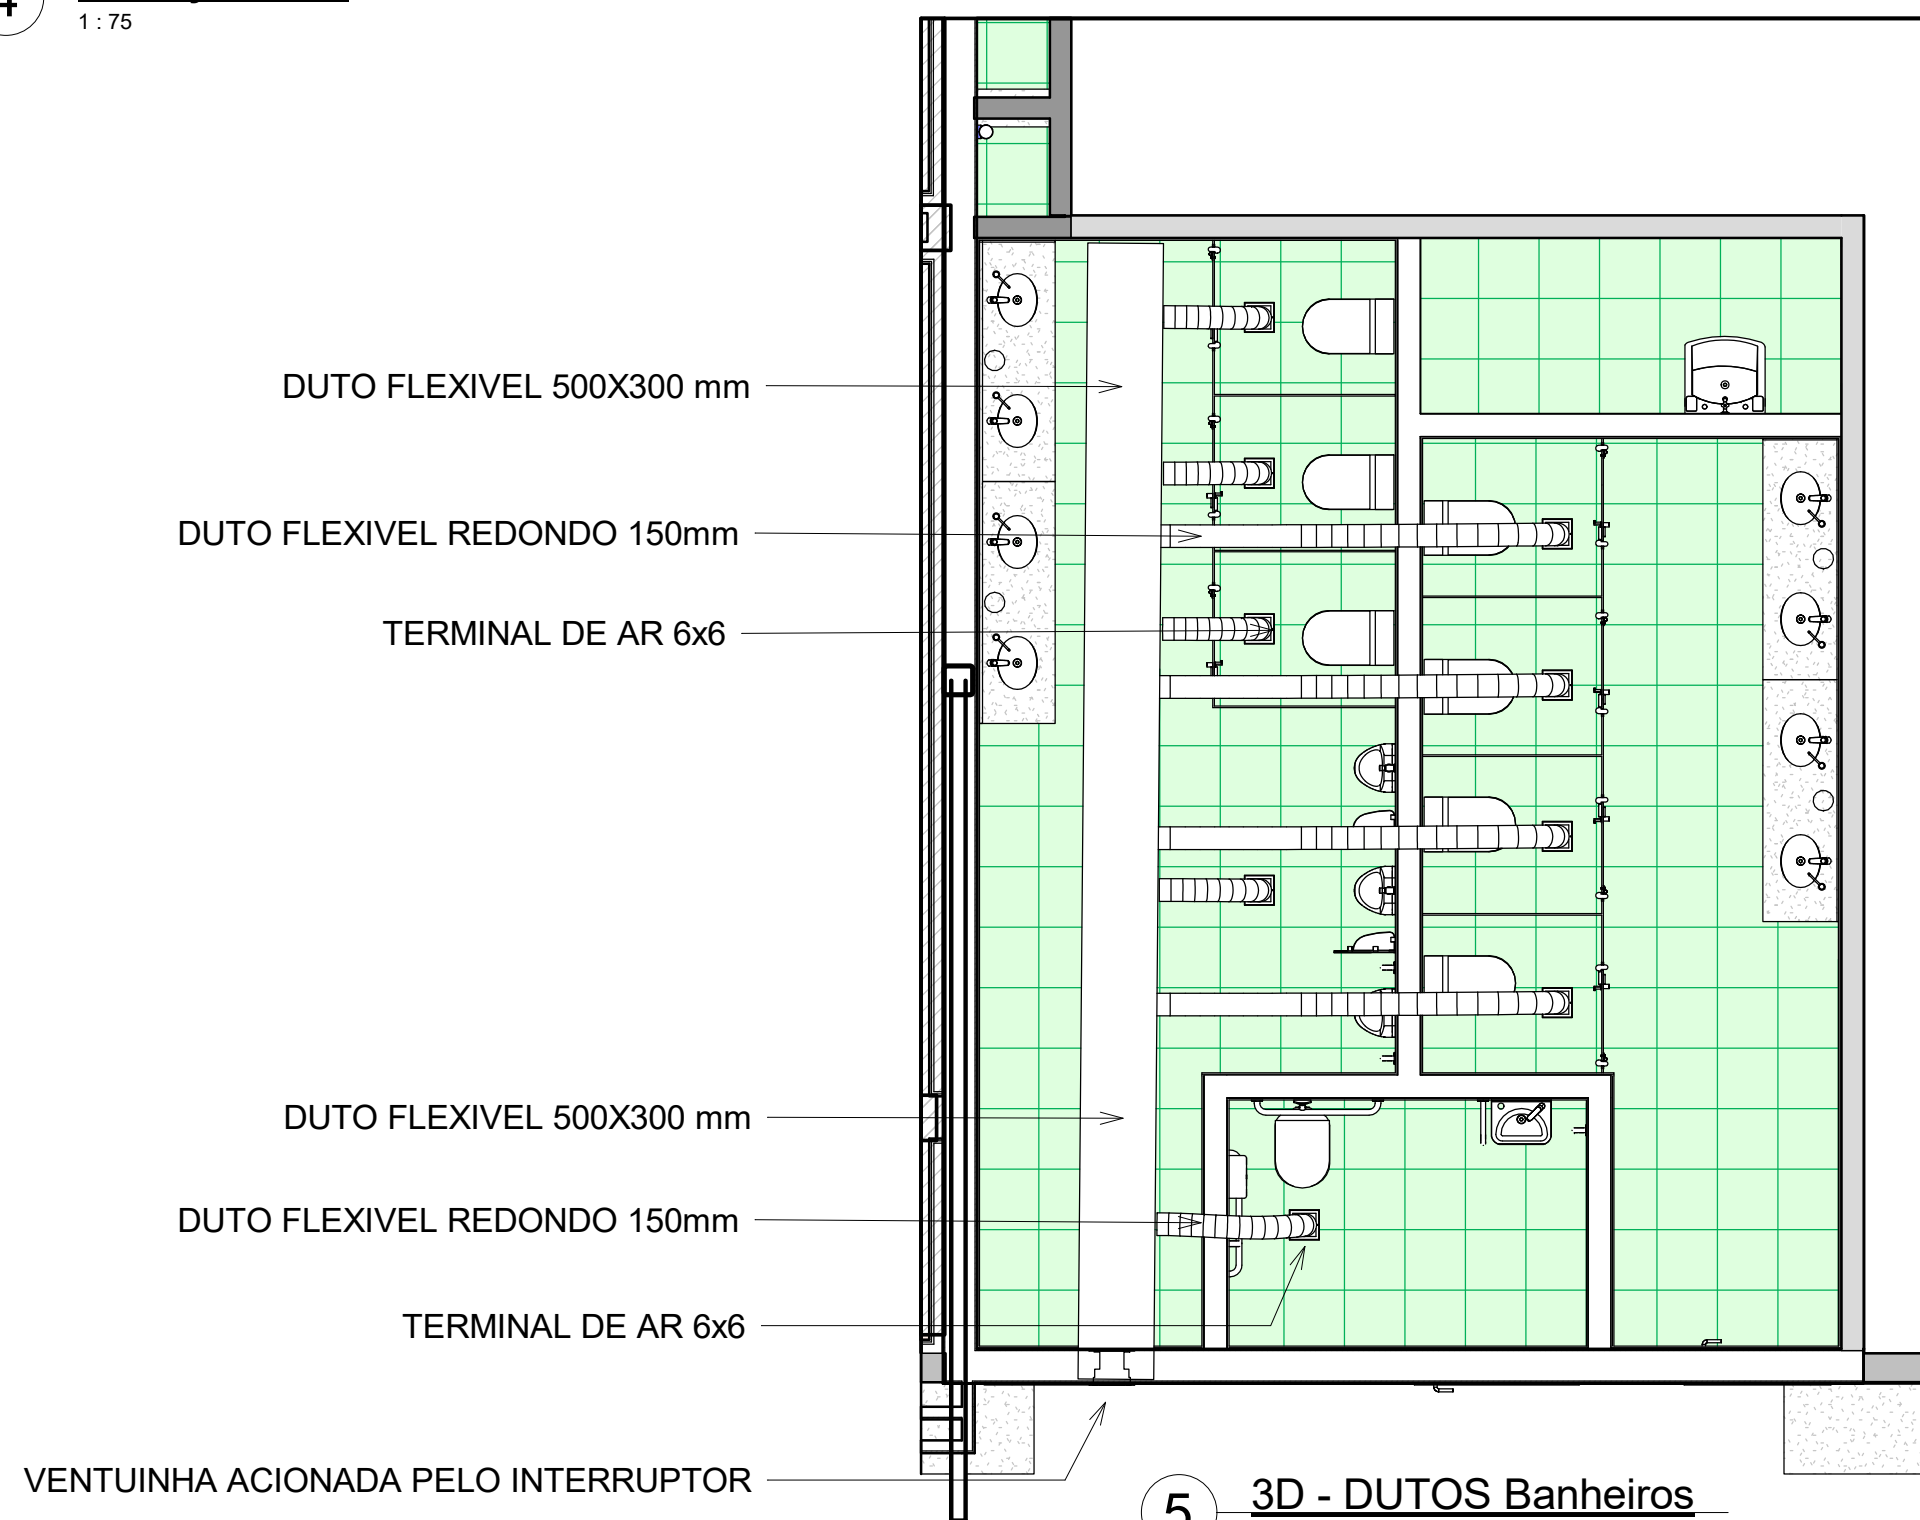 4
1 : 75
DUTO FLEXIVEL 500X300 mm
DUTO FLEXIVEL REDONDO 150mm
TERMINAL DE AR 6x6
DUTO FLEXIVEL 500X300 mm
DUTO FLEXIVEL REDONDO 150mm
TERMINAL DE AR 6x6
VENTUINHA ACIONADA PELO INTERRUPTOR
5
3D - DUTOS Banheiros